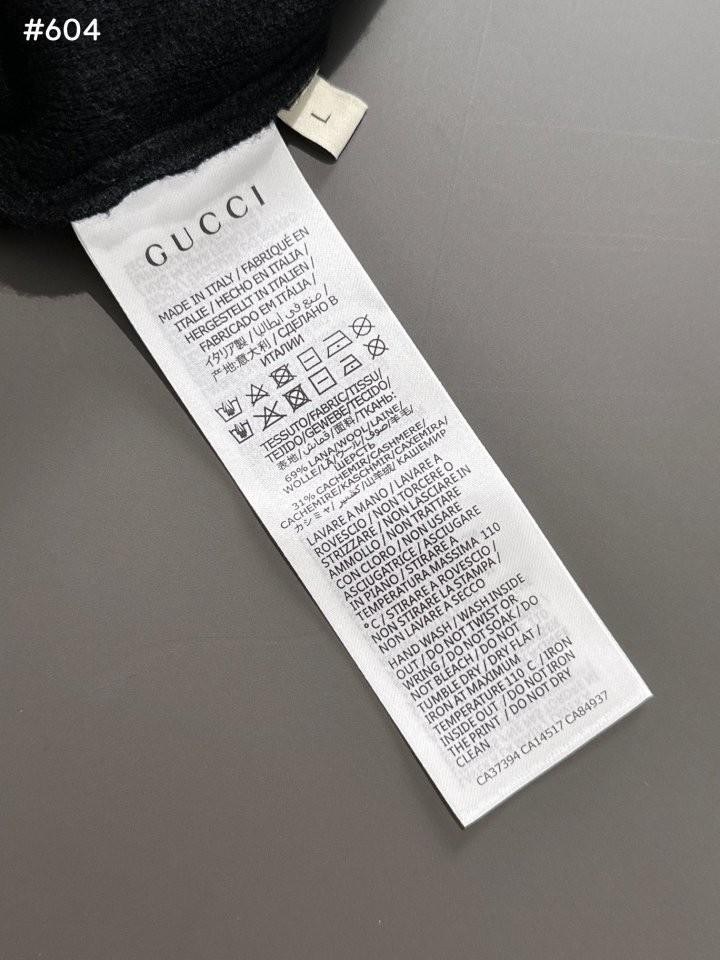 #604
L
GUCCI
MADE IN ITALY / FABRIQUÉ EN
ITALIE / HECHO EN ITALIA /
HERGESTELLT IN ITALIEN /
FABRICADO EM ITÁLIA /
イタリア製 / صنع في إيطاليا /
产地:意大利 / СДЕЛАНО В
ИТАЛИИ
TESSUTO/FABRIC/TISSU/
TEJIDO/GEWEBE/TECIDO/
表地/قماش/面料/ТКАНЬ:
69% LANA/WOOL/LAINE/
WOLLE/LÃ/ウール/صوف/羊毛/
ШЕРСТЬ
31% CACHEMIR/CASHMERE/
CACHEMIRE/KASCHMIR/CAXEMIRA/
カシミヤ/كشمير/山羊绒/КАШЕМИР
LAVARE A MANO / LAVARE A
ROVESCIO / NON TORCERE O
STRIZZARE / NON LASCIARE IN
AMMOLLO / NON TRATTARE
CON CLORO / NON USARE
ASCIUGATRICE / ASCIUGARE
IN PIANO / STIRARE A
TEMPERATURA MASSIMA 110
°C / STIRARE A ROVESCIO /
NON STIRARE LA STAMPA /
NON LAVARE A SECCO
HAND WASH / WASH INSIDE
OUT / DO NOT TWIST OR
WRING / DO NOT SOAK / DO
NOT BLEACH / DO NOT
TUMBLE DRY / DRY FLAT /
IRON AT MAXIMUM
TEMPERATURE 110 C / IRON
INSIDE OUT / DO NOT IRON
THE PRINT / DO NOT DRY
CLEAN
CA37394 CA14517 CA84937